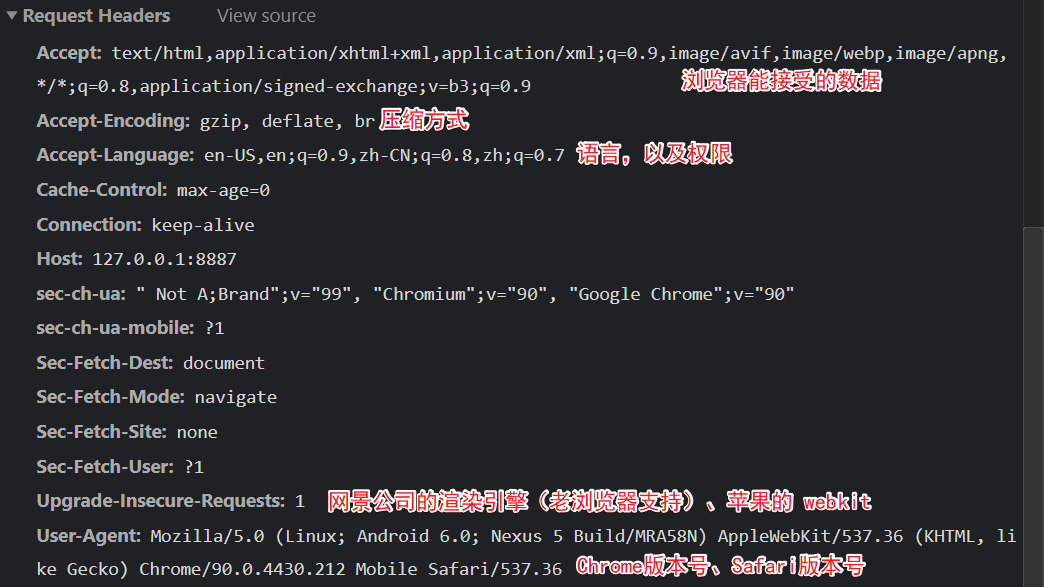 ▼ Request Headers View source
Accept: text/html,application/xhtml+xml,application/xml;q=0.9,image/avif,image/webp,image/apng,
*/*;q=0.8,application/signed-exchange;v=b3;q=0.9 浏览器能接受的数据
Accept-Encoding: gzip, deflate, br 压缩方式
Accept-Language: en-US,en;q=0.9,zh-CN;q=0.8,zh;q=0.7 语言，以及权限
Cache-Control: max-age=0
Connection: keep-alive
Host: 127.0.0.1:8887
sec-ch-ua: " Not A;Brand";v="99", "Chromium";v="90", "Google Chrome";v="90"
sec-ch-ua-mobile: ?1
Sec-Fetch-Dest: document
Sec-Fetch-Mode: navigate
Sec-Fetch-Site: none
Sec-Fetch-User: ?1
Upgrade-Insecure-Requests: 1 网景公司的渲染引擎（老浏览器支持）、苹果的 webkit
User-Agent: Mozilla/5.0 (Linux; Android 6.0; Nexus 5 Build/MRA58N) AppleWebKit/537.36 (KHTML, li
ke Gecko) Chrome/90.0.4430.212 Mobile Safari/537.36 Chrome版本号、Safari版本号